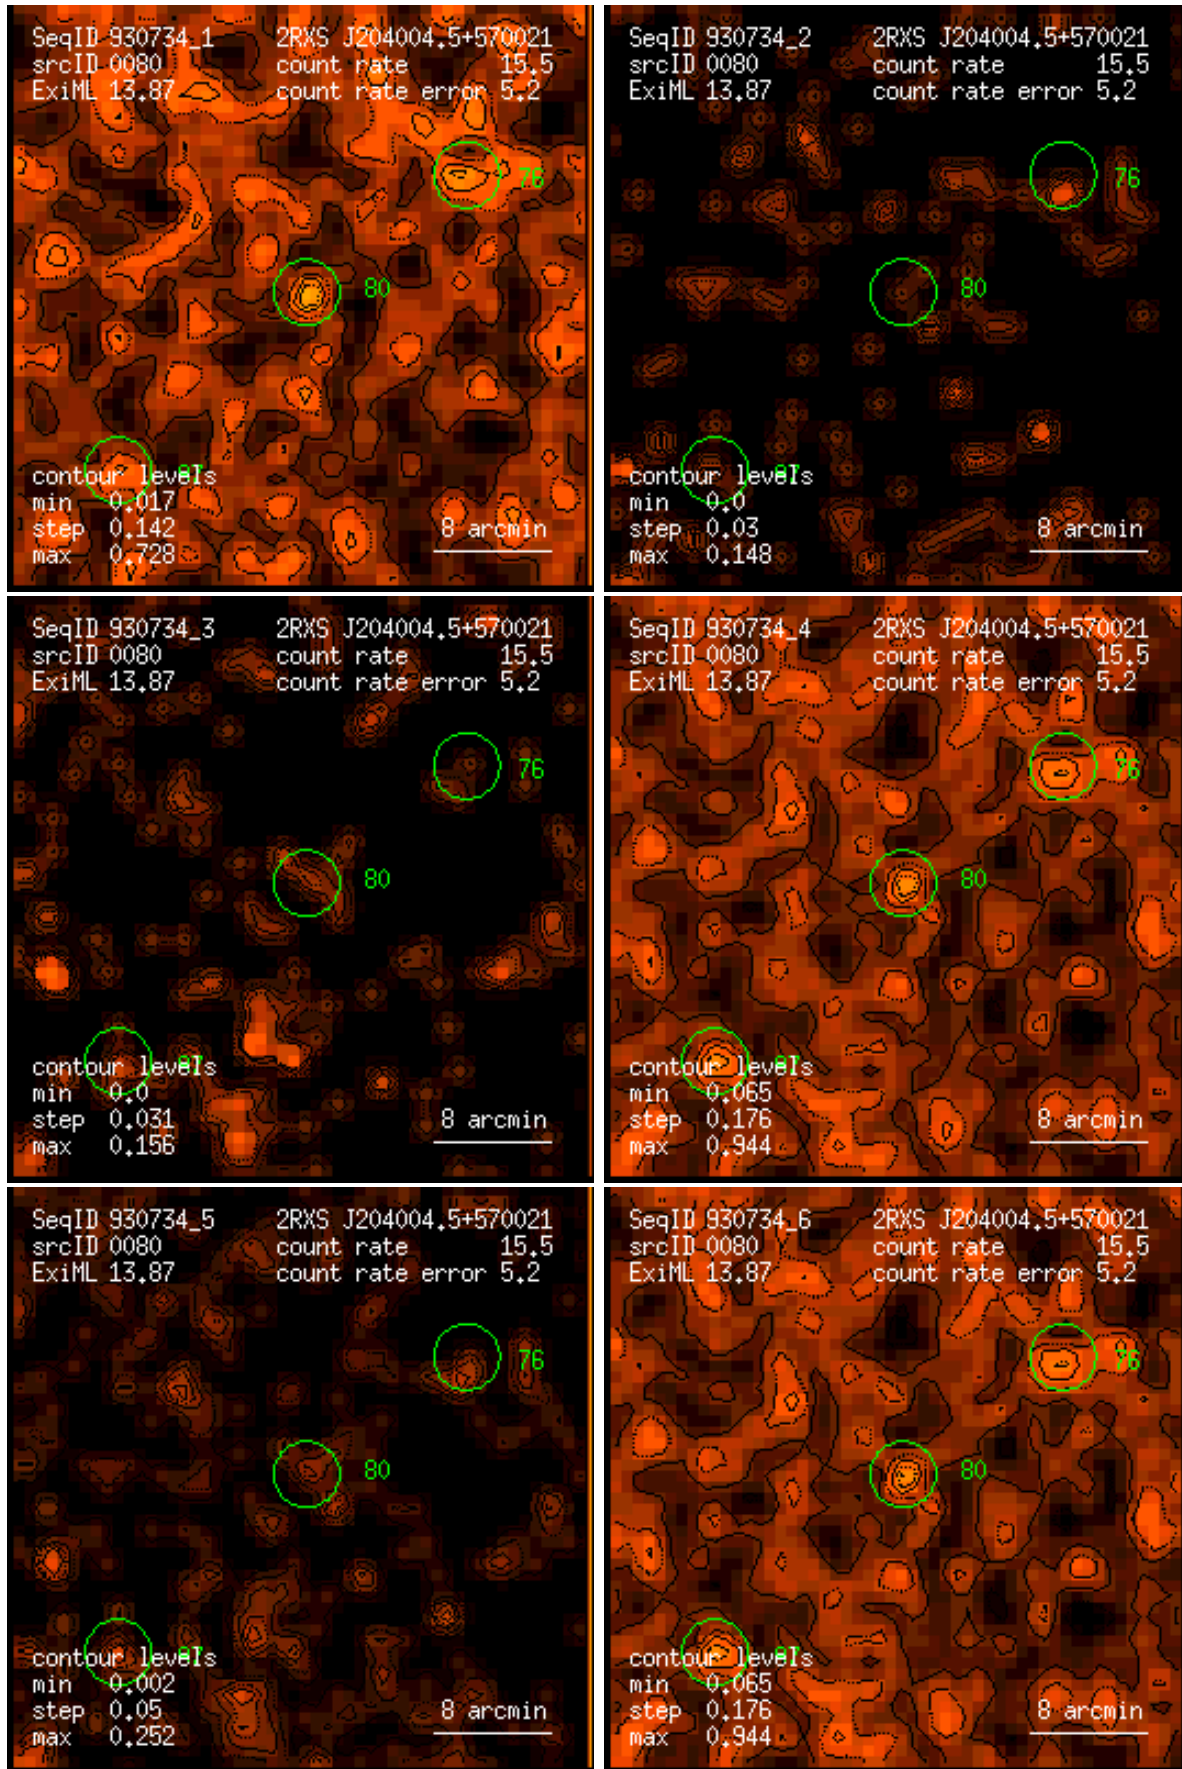 SeqID 930734_1 2RXS J204004.5+570021
srcID 0080 count rate 15.5
ExiML 13.87 count rate error 5.2
76
80
contour levels
min 0.017
step 0.142 8 arcmin
max 0.728
SeqID 930734_2 2RXS J204004.5+570021
srcID 0080 count rate 15.5
ExiML 13.87 count rate error 5.2
76
80
contour levels
min 0.0
step 0.03 8 arcmin
max 0.148
SeqID 930734_3 2RXS J204004.5+570021
srcID 0080 count rate 15.5
ExiML 13.87 count rate error 5.2
76
80
contour levels
min 0.0
step 0.031 8 arcmin
max 0.156
SeqID 930734_4 2RXS J204004.5+570021
srcID 0080 count rate 15.5
ExiML 13.87 count rate error 5.2
76
80
contour levels
min 0.065
step 0.176 8 arcmin
max 0.944
SeqID 930734_5 2RXS J204004.5+570021
srcID 0080 count rate 15.5
ExiML 13.87 count rate error 5.2
76
80
contour levels
min 0.002
step 0.05 8 arcmin
max 0.252
SeqID 930734_6 2RXS J204004.5+570021
srcID 0080 count rate 15.5
ExiML 13.87 count rate error 5.2
76
80
contour levels
min 0.065
step 0.176 8 arcmin
max 0.944